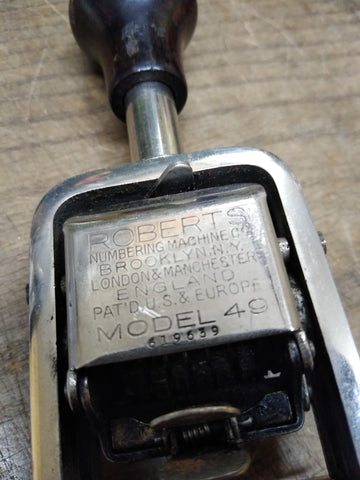 ROBERTS
NUMBERING MACHINE CO.
BROOKLYN, N.Y.
LONDON & MANCHESTER
ENGLAND
PAT'D U.S. & EUROPE
MODEL 49
619639